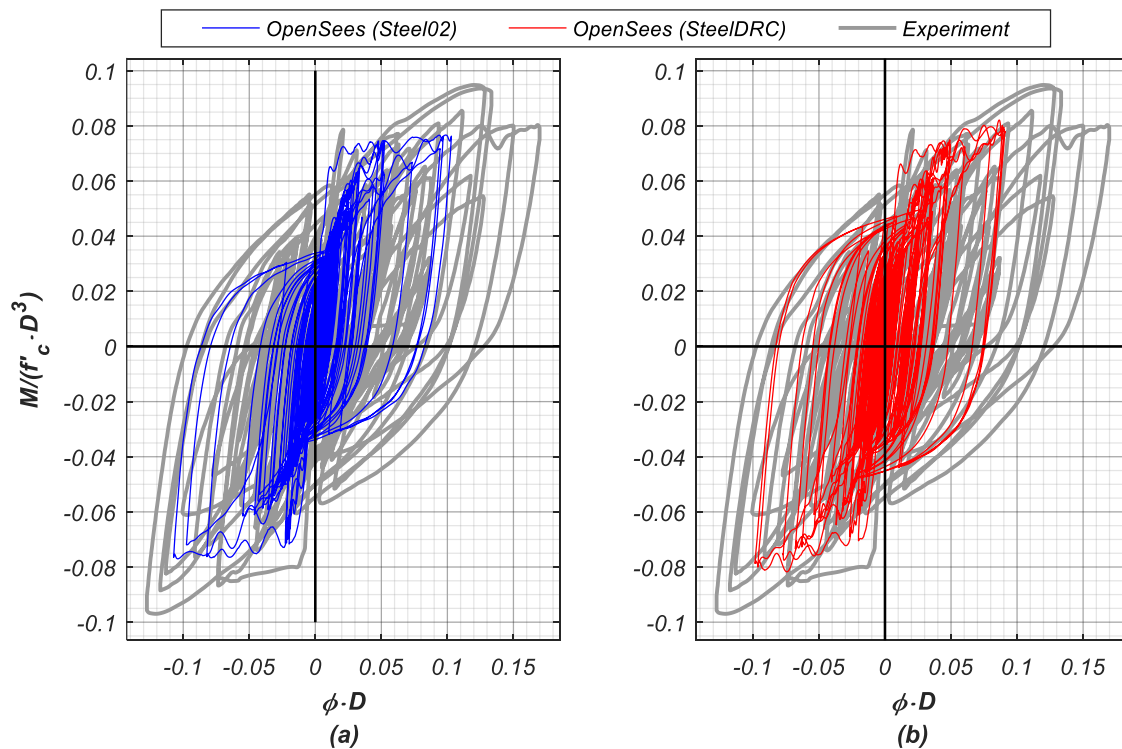 OpenSees (Steel02) OpenSees (SteelDRC) Experiment
0.1 0.1
0.08 0.08
0.06 0.06
0.04 0.04
0.02 0.02
0 0
-0.02 -0.02
-0.04 -0.04
-0.06 -0.06
-0.08 -0.08
-0.1 -0.1
M/(f'c·D³)
-0.1 -0.05 0 0.05 0.1 0.15 -0.1 -0.05 0 0.05 0.1 0.15
ϕ·D ϕ·D
(a) (b)